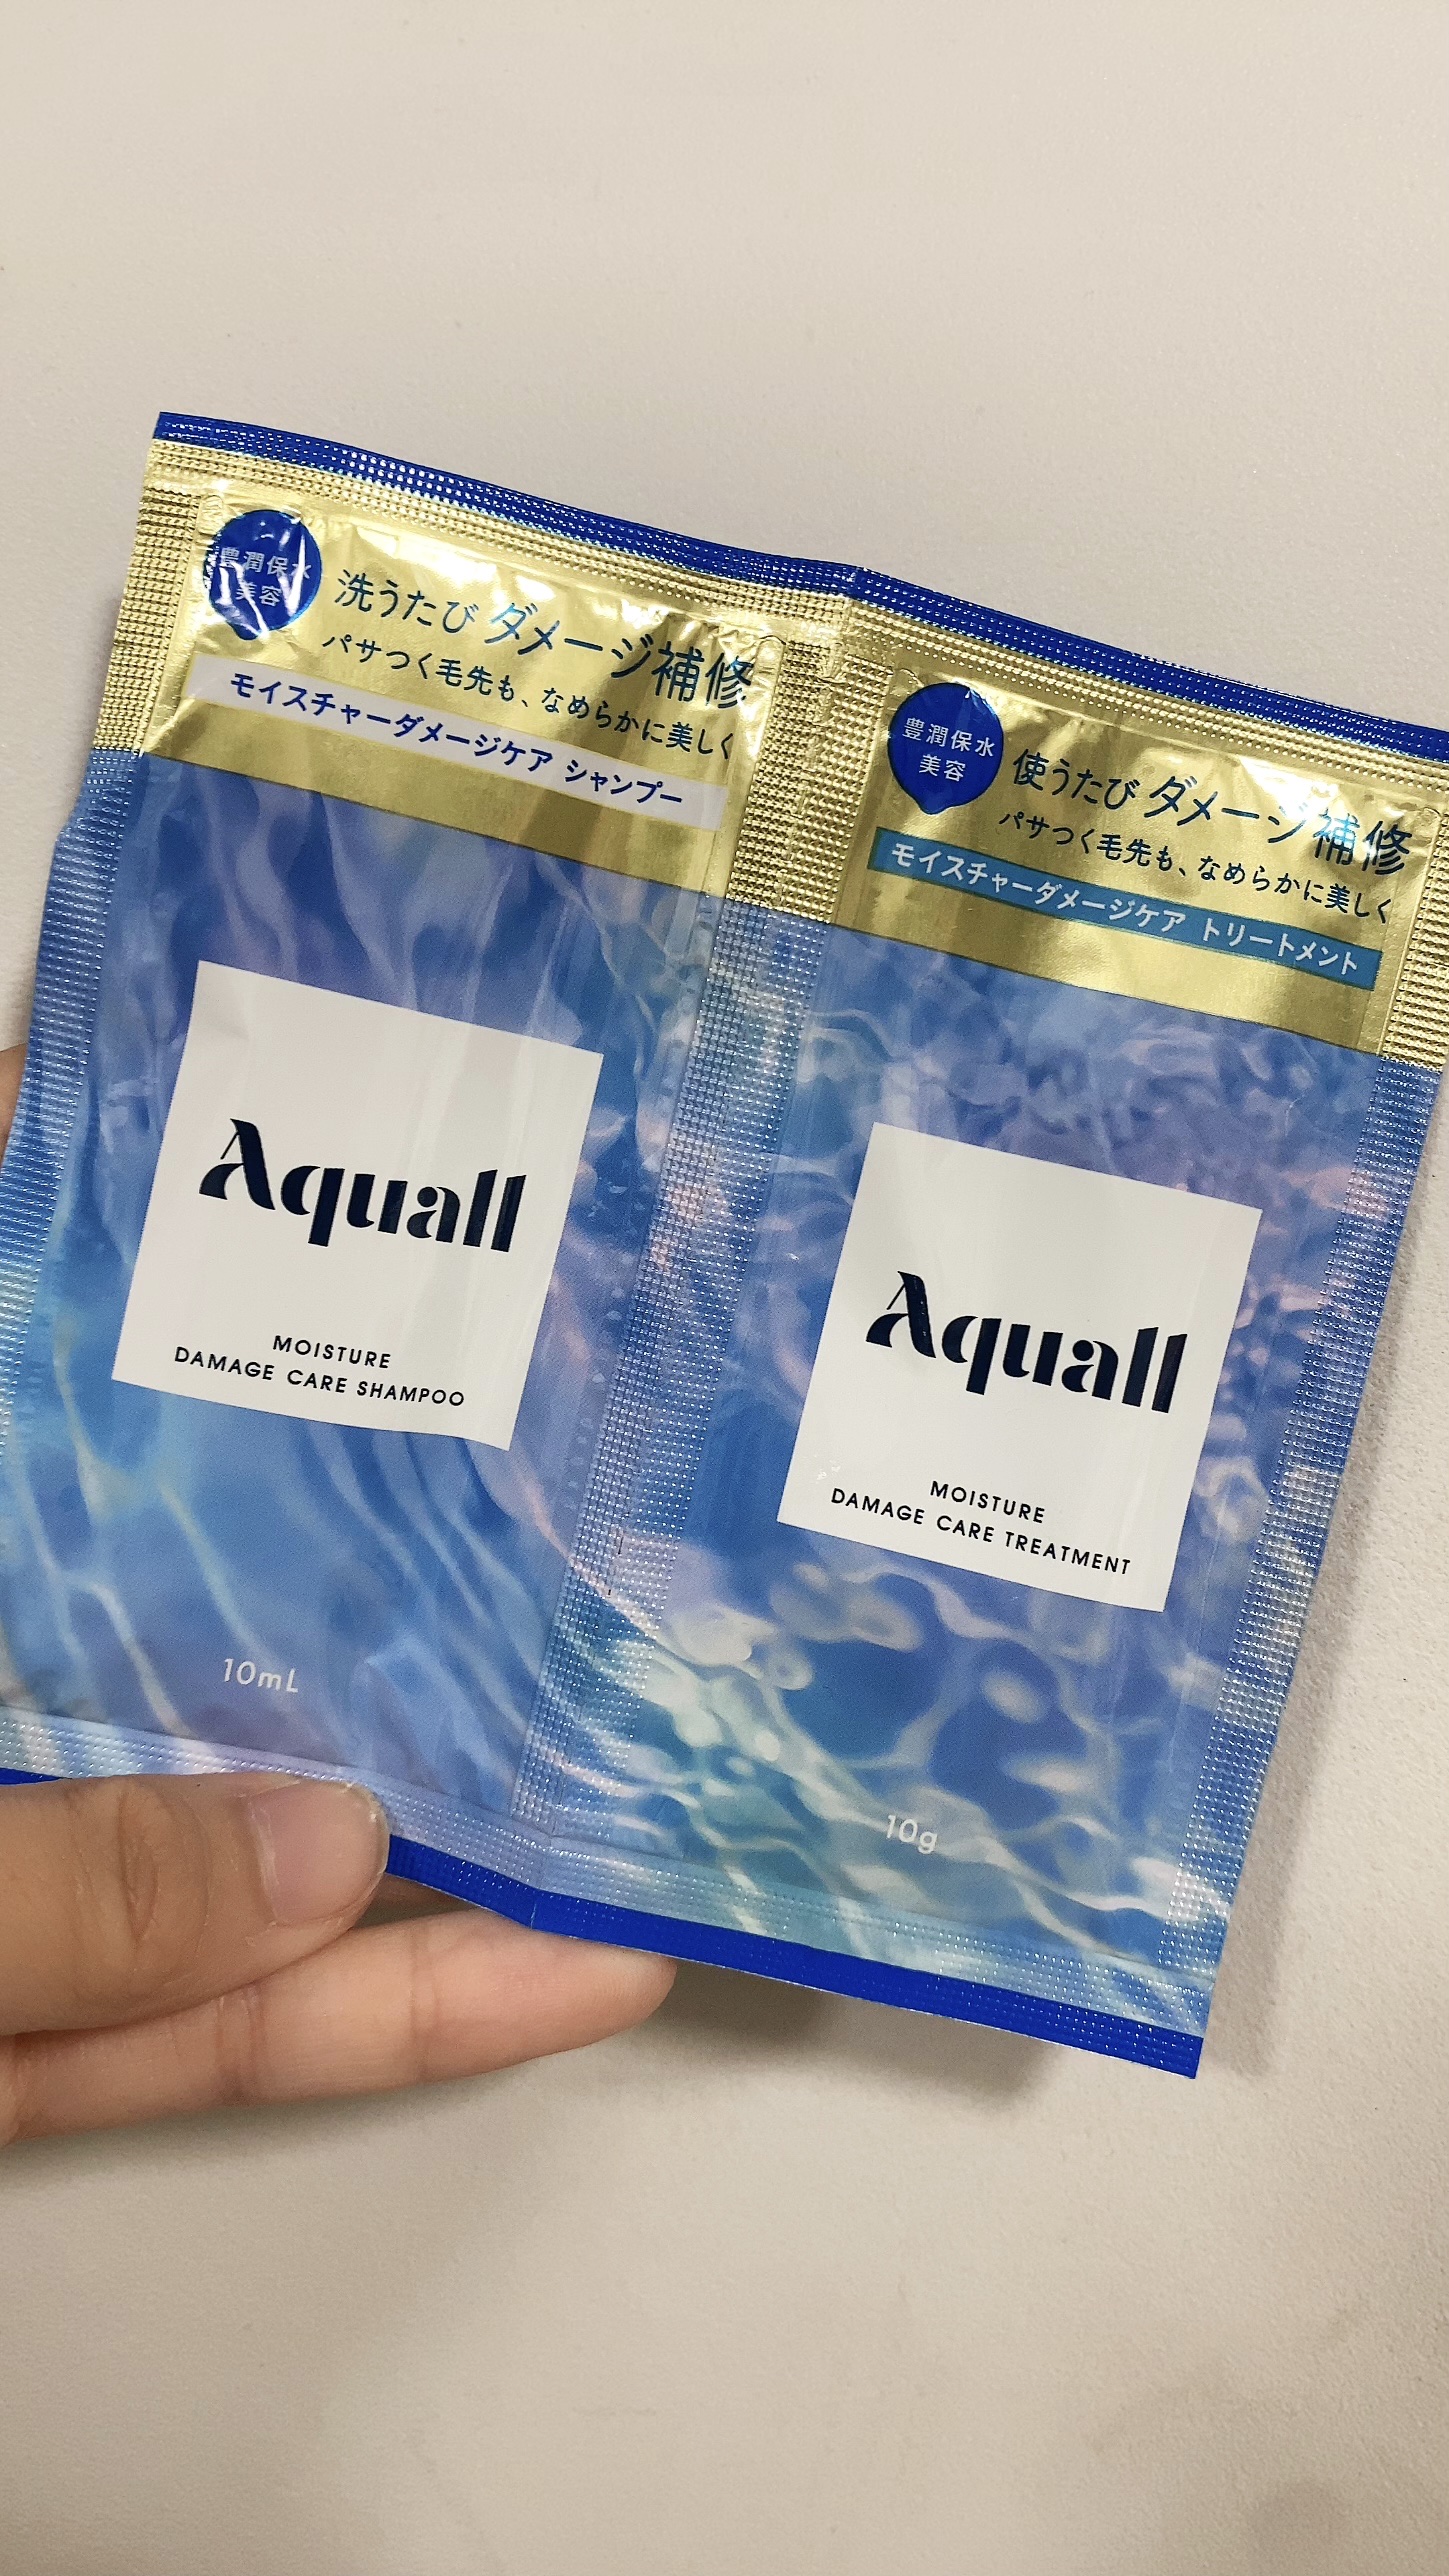 豊潤保水
美容
洗うたび ダメージ補修
パサつく毛先も、なめらかに美しく
モイスチャーダメージケア シャンプー
Aquall
MOISTURE
DAMAGE CARE SHAMPOO
10mL
豊潤保水
美容
使うたび ダメージ補修
パサつく毛先も、なめらかに美しく
モイスチャーダメージケア トリートメント
Aquall
MOISTURE
DAMAGE CARE TREATMENT
10g